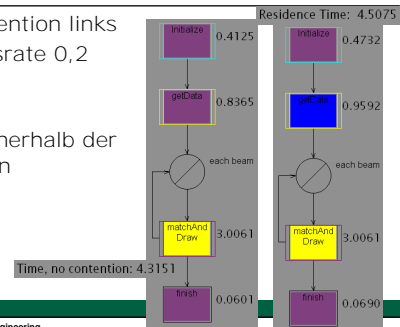 Residence Time: 4.5075
ention links
srate 0,2
nerhalb der
n
Initialize
0.4125
getData
0.8365
each beam
matchAnd
Draw
3.0061
Time, no contention: 4.3151
finish
0.0601
Initialize
0.4732
getData
0.9592
each beam
matchAnd
Draw
3.0061
finish
0.0690
gineering